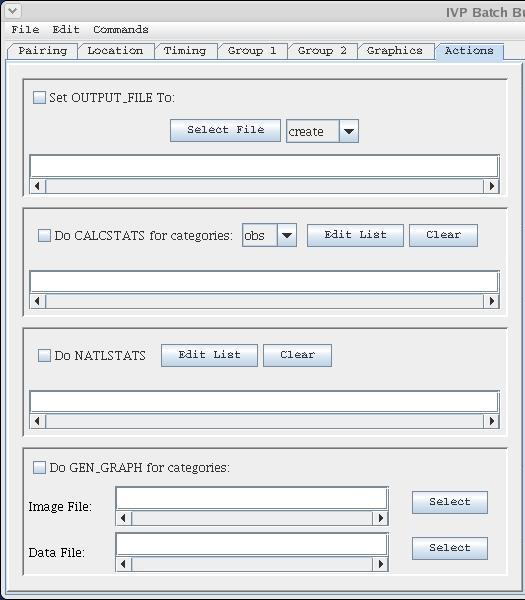 IVP Batch Bu
File Edit Commands
Pairing Location Timing Group 1 Group 2 Graphics Actions
Set OUTPUT_FILE To:
Select File create
Do CALCSTATS for categories: obs Edit List Clear
Do NATLSTATS Edit List Clear
Do GEN_GRAPH for categories:
Image File: Select
Data File: Select